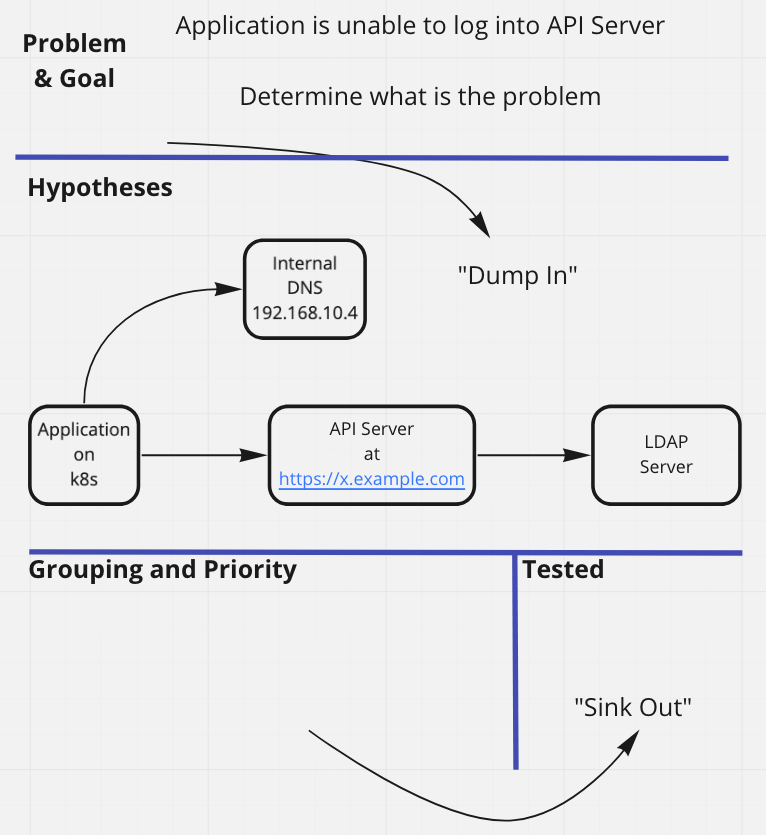 Application is unable to log into API Server
Problem
& Goal
Determine what is the problem
Hypotheses
"Dump In"
Internal
DNS
192.168.10.4
Application
on
k8s
API Server
at
https://x.example.com
LDAP
Server
Grouping and Priority
Tested
"Sink Out"